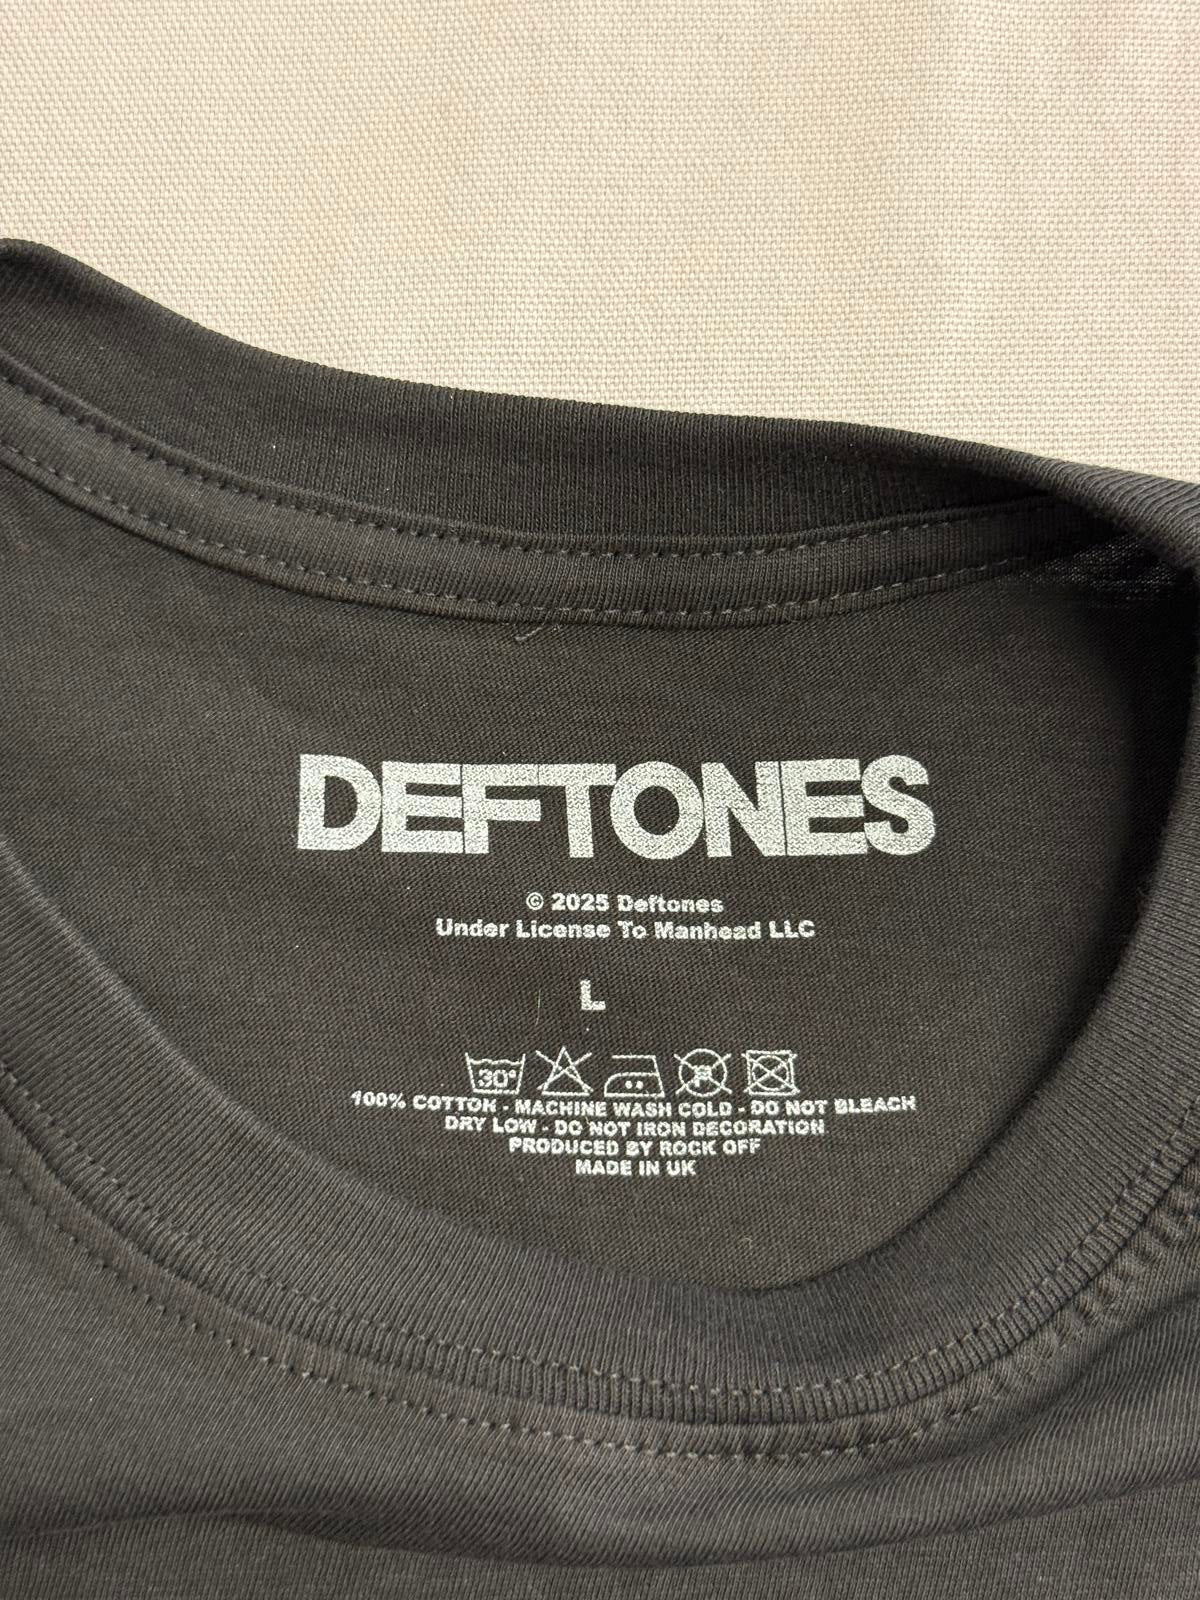 DEFTONES
© 2025 Deftones
Under License To Manhead LLC
L
30° P
100% COTTON - MACHINE WASH COLD - DO NOT BLEACH
DRY LOW - DO NOT IRON DECORATION
PRODUCED BY ROCK OFF
MADE IN UK